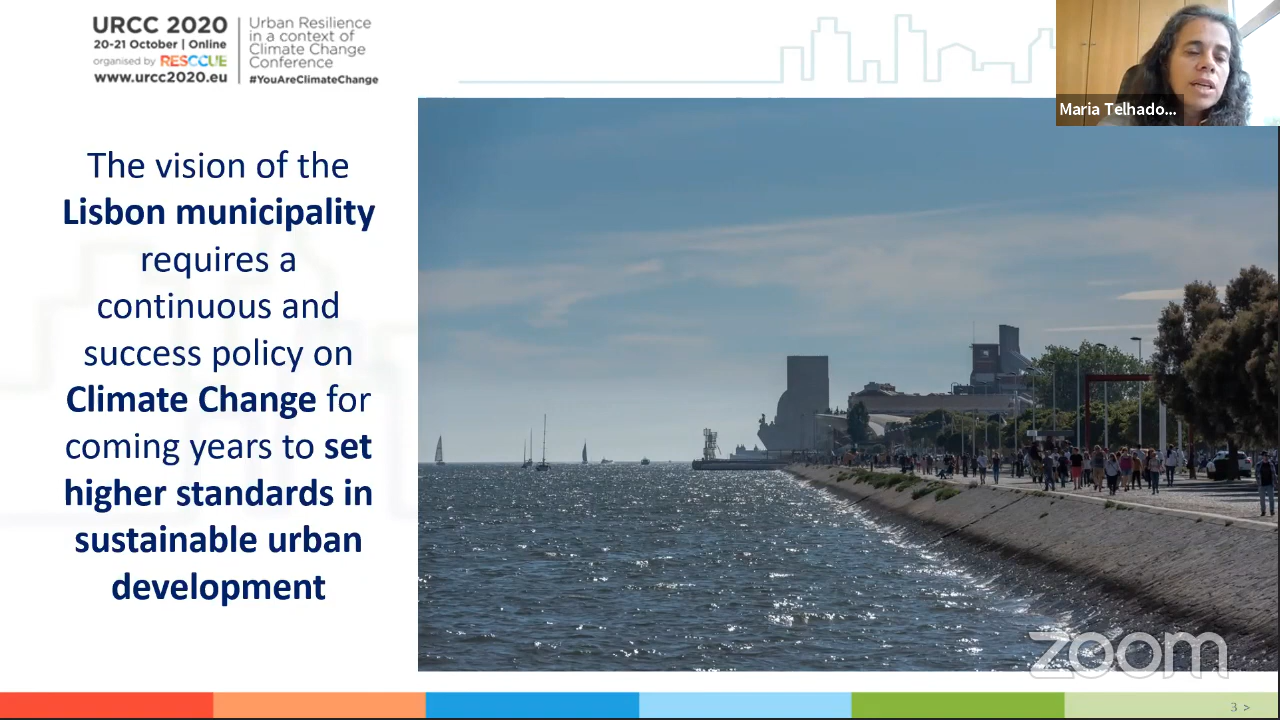 URCC 2020
20-21 October | Online
organised by RESCCUE
www.urcc2020.eu
Urban Resilience
in a context of
Climate Change
Conference
#YouAreClimateChange
Maria Telhado...
The vision of the
Lisbon municipality
requires a
continuous and
success policy on
Climate Change for
coming years to set
higher standards in
sustainable urban
development
zoom
3 >